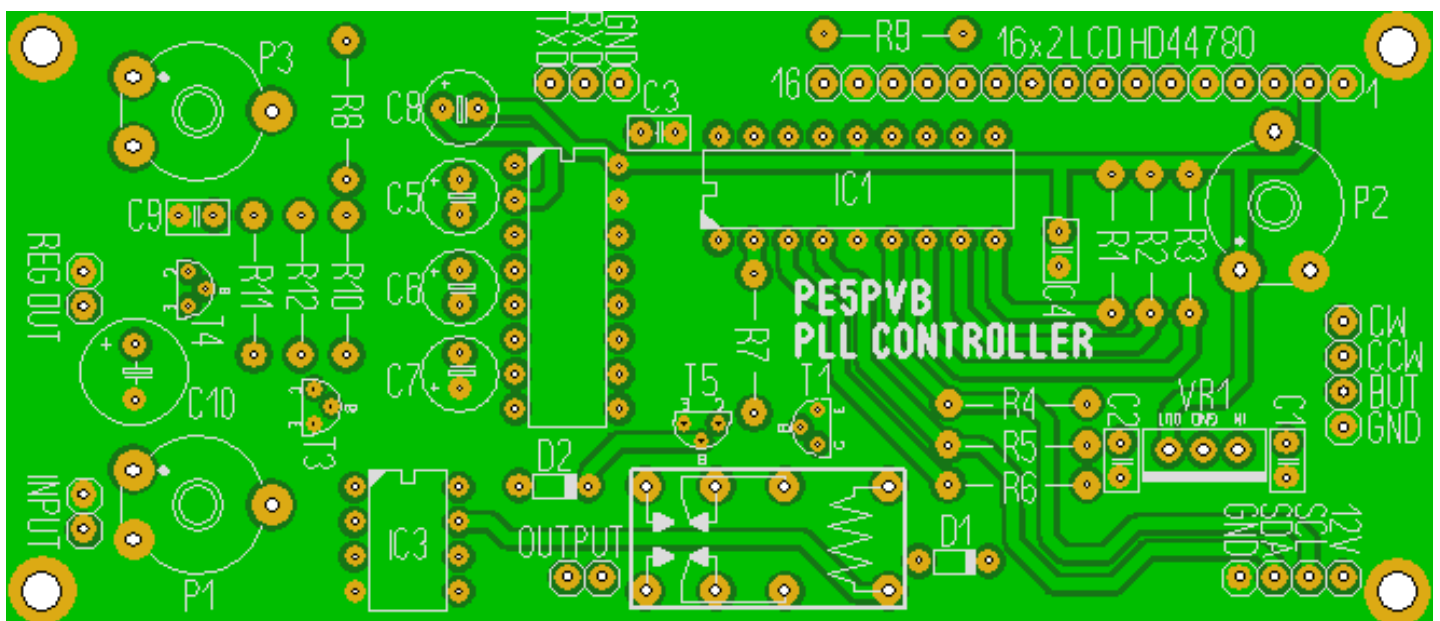 TXD
RXD
GND
R9
16x2 LCD HD44780
16
1
P3
R8
C8
+
C3
IC1
P2
C9
C5
+
REG OUT
R11
R12
R10
R1
R2
R3
C4
C
B
E
T4
C6
+
PE5PVB
PLL CONTROLLER
R7
CW
CCW
BUT
GND
+
C10
C7
+
C
B
E
T3
T5
E
C
B
T1
E
B
C
R4
R5
R6
C2
VR1
OUT GND IN
C1
D2
INPUT
P1
IC3
OUTPUT
D1
GND
SDA
SCL
12V